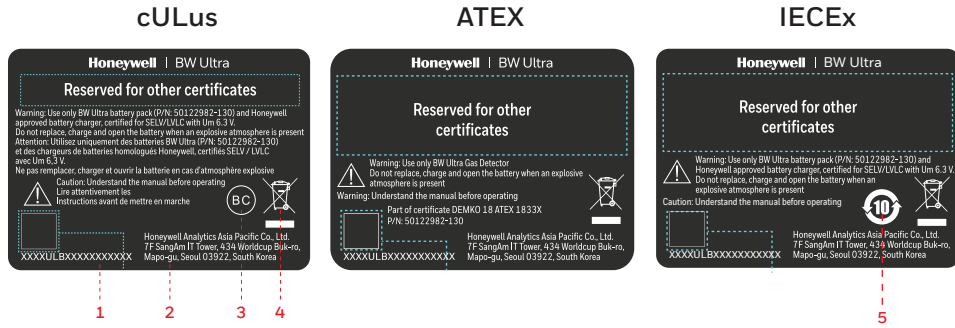 cULus
ATEX
IECEx
Honeywell | BW Ultra
Reserved for other certificates
Warning: Use only BW Ultra battery pack (P/N: 50122982-130) and Honeywell
approved battery charger, certified for SELV/LVLC with Um 6.3 V.
Do not replace, charge and open the battery when an explosive atmosphere is present
Attention: Utilisez uniquement des batteries BW Ultra (P/N: 50122982-130)
et des chargeurs de batteries homologués Honeywell, certifiés SELV / LVLC
avec Um 6,3 V.
Ne pas remplacer, charger et ouvrir la batterie en cas d'atmosphère explosive
Caution: Understand the manual before operating
Lire attentivement les
Instructions avant de mettre en marche
BC
Honeywell Analytics Asia Pacific Co., Ltd.
7F SangAm IT Tower, 434 Worldcup Buk-ro,
Mapo-gu, Seoul 03922, South Korea
XXXXULBXXXXXXXXXXX
Honeywell | BW Ultra
Reserved for other
certificates
Warning: Use only BW Ultra Gas Detector
Do not replace, charge and open the battery when an explosive
atmosphere is present
Warning: Understand the manual before operating
Part of certificate DEMKO 18 ATEX 1833X
P/N: 50122982-130
Honeywell Analytics Asia Pacific Co., Ltd.
7F SangAm IT Tower, 434 Worldcup Buk-ro,
Mapo-gu, Seoul 03922, South Korea
XXXXULBXXXXXXXXXXX
Honeywell | BW Ultra
Reserved for other
certificates
Warning: Use only BW Ultra battery pack (P/N: 50122982-130) and
Honeywell approved battery charger, certified for SELV/LVLC with Um 6.3 V.
Do not replace, charge and open the battery when an
explosive atmosphere is present
Caution: Understand the manual before operating
10
Honeywell Analytics Asia Pacific Co., Ltd.
7F SangAm IT Tower, 434 Worldcup Buk-ro,
Mapo-gu, Seoul 03922, South Korea
XXXXULBXXXXXXXXXXX
1
2
3
4
5